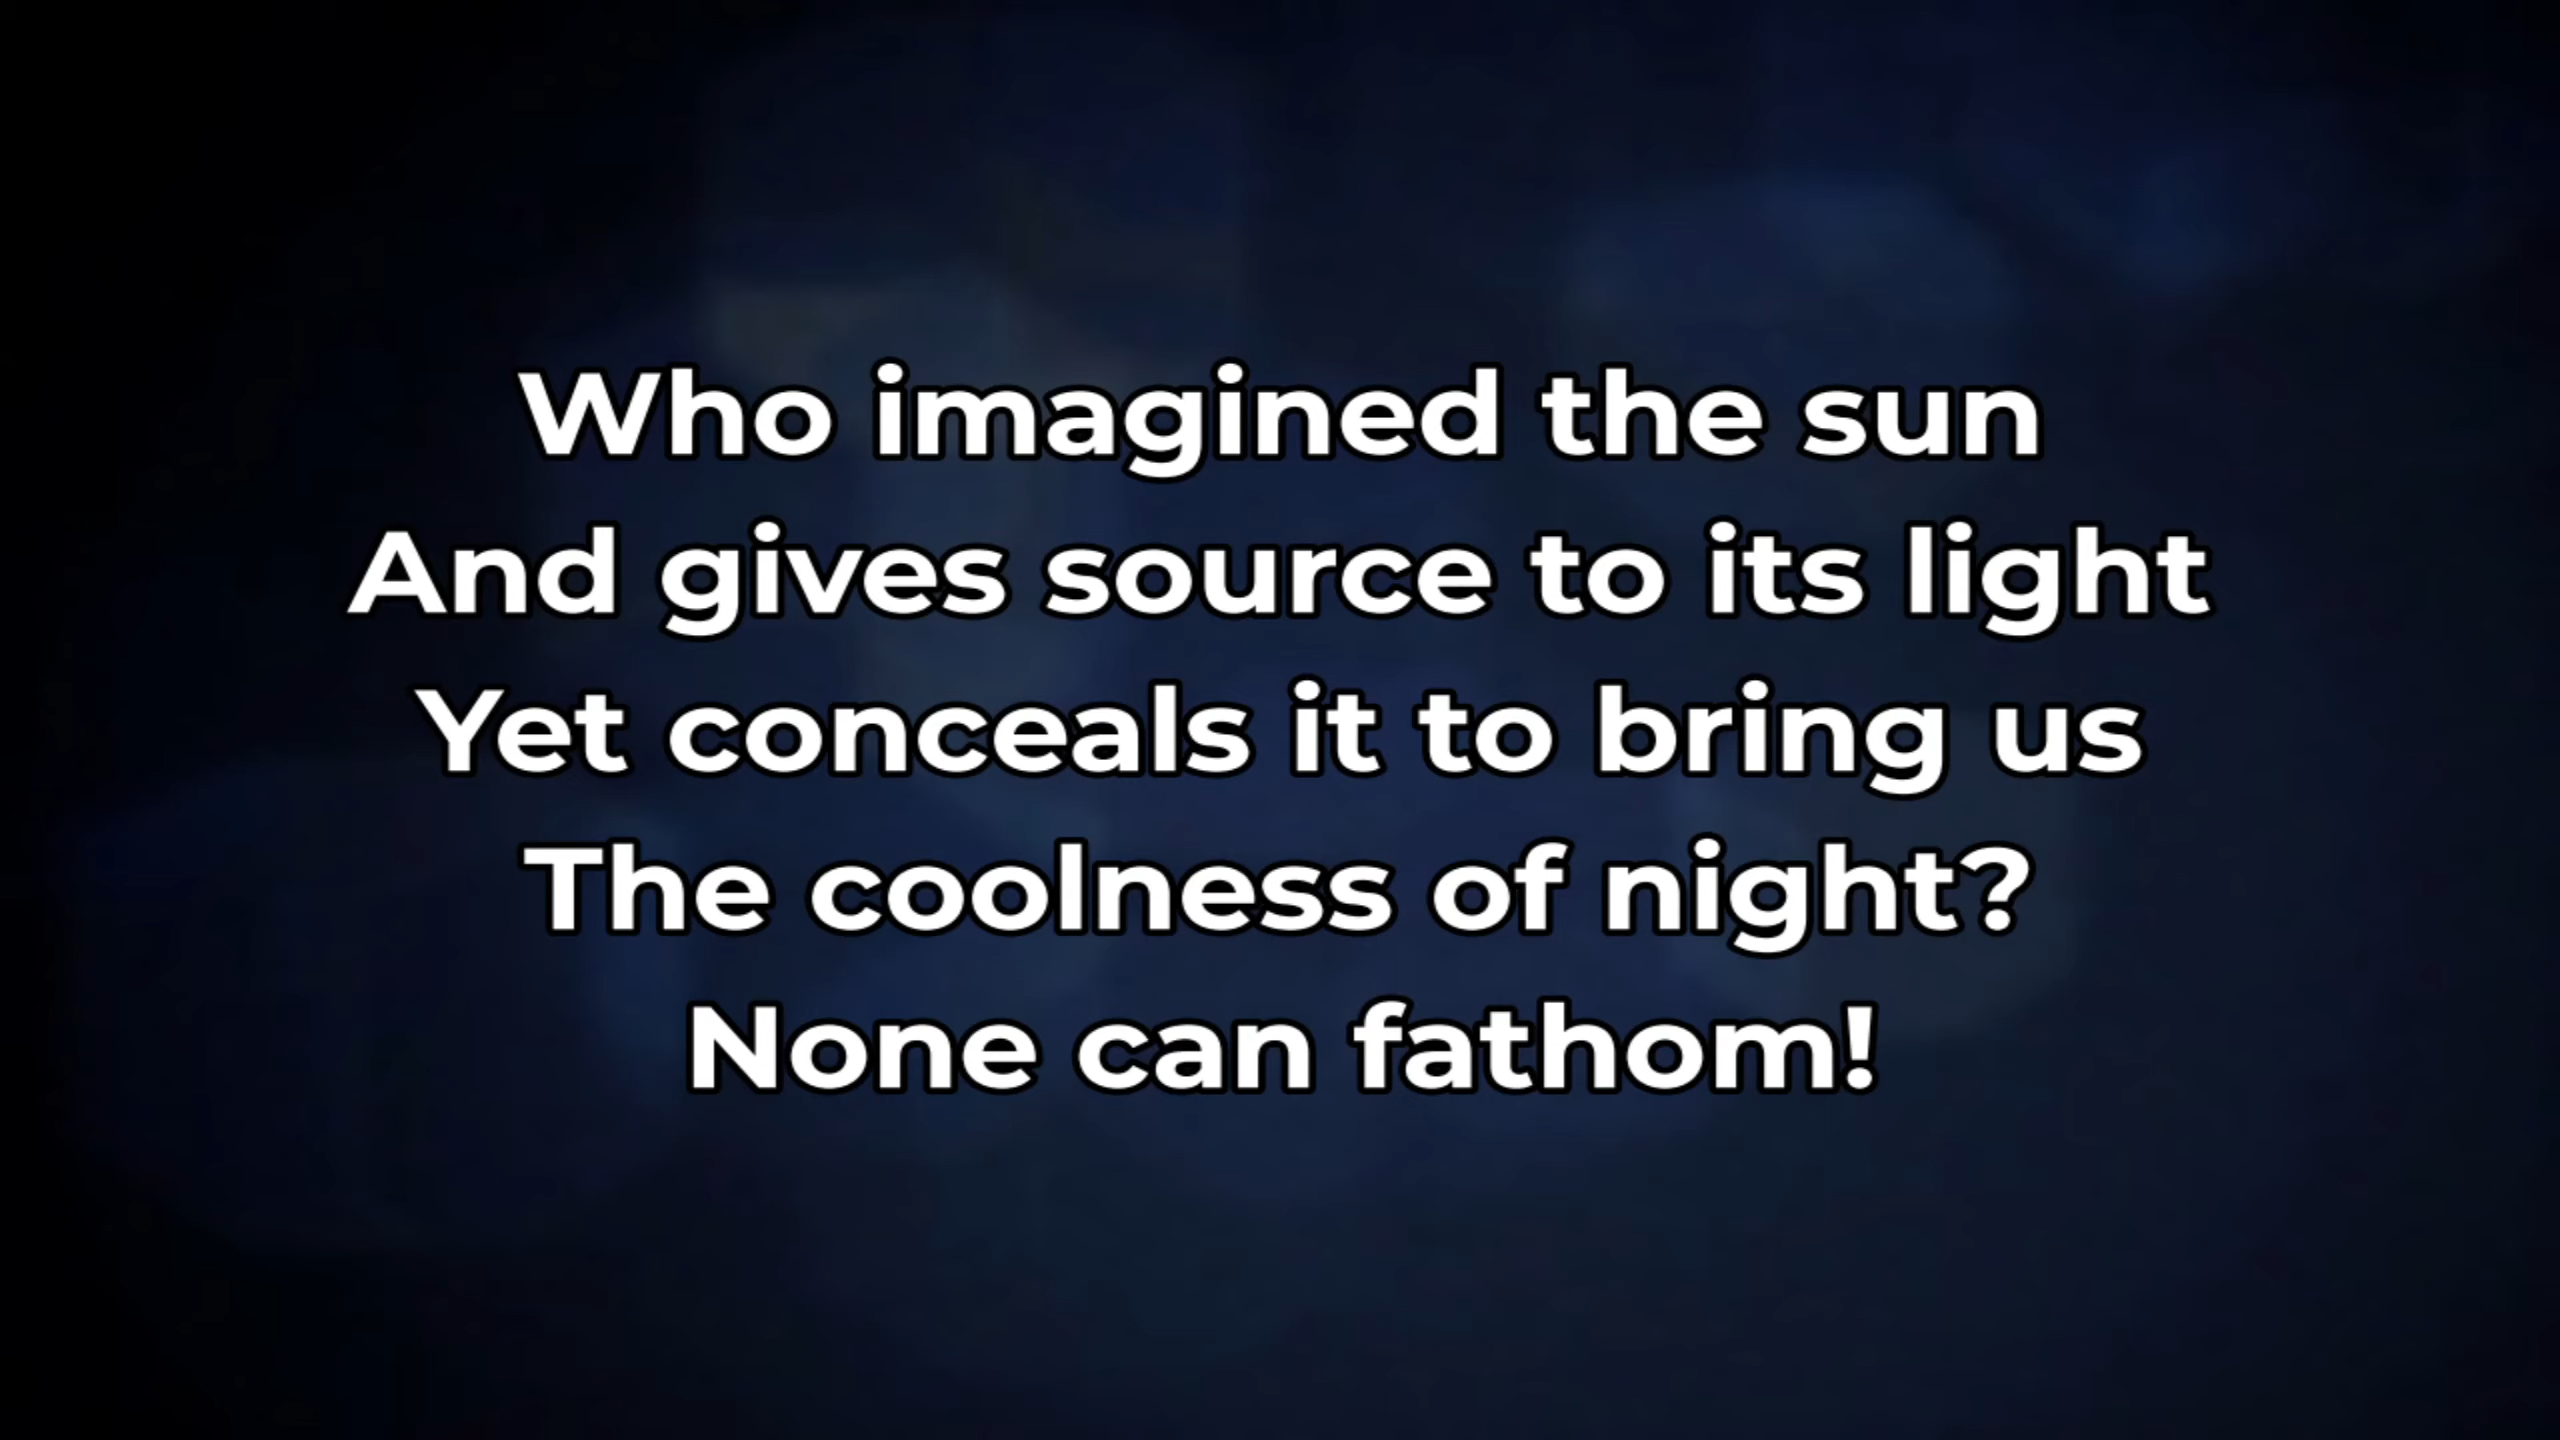 Who imagined the sun
And gives source to its light
Yet conceals it to bring us
The coolness of night?
None can fathom!